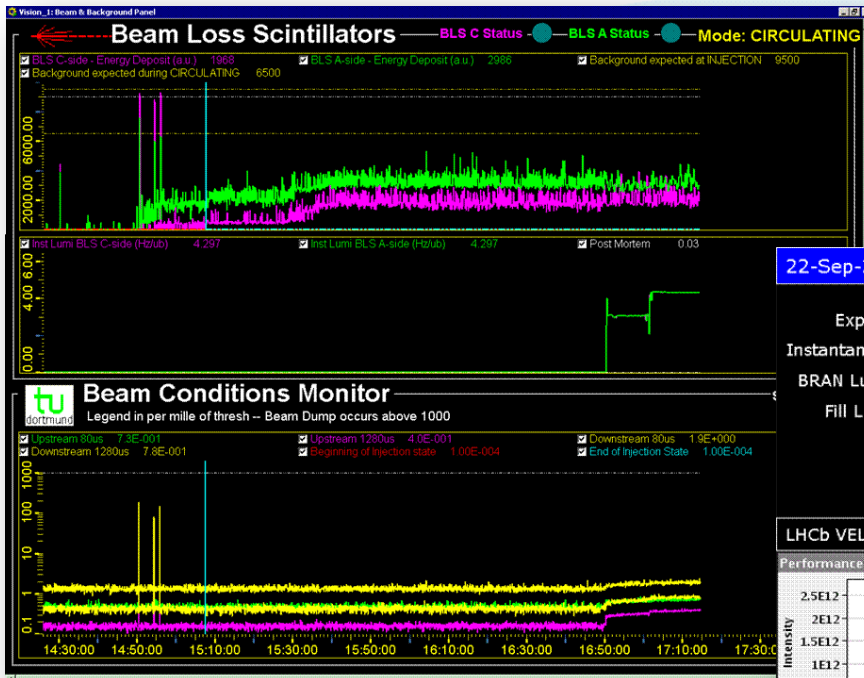 Vision_1: Beam & Background Panel
Beam Loss Scintillators
BLS C Status
BLS A Status
Mode: CIRCULATING
BLS C-side - Energy Deposit (a.u.) 1968
BLS A-side - Energy Deposit (a.u.) 2986
Background expected at INJECTION 9500
Background expected during CIRCULATING 6500
6000.00
2000.00
Inst Lumi BLS C-side (Hz/ub) 4.297
Inst Lumi BLS A-side (Hz/ub) 4.297
Post Mortem 0.03
6.00
4.00
0.00
22-Sep-
Exp
Instantan
BRAN Lu
Fill L
tu
dortmund
Beam Conditions Monitor
Legend in per mille of thresh -- Beam Dump occurs above 1000
Upstream 80us 7.3E-001
Upstream 1280us 4.0E-001
Downstream 80us 1.9E+000
Downstream 1280us 7.8E-001
Beginning of Injection state 1.00E-004
End of Injection State 1.00E-004
1000
100
10
1
0.1
14:30:00 14:50:00 15:10:00 15:30:00 15:50:00 16:10:00 16:30:00 16:50:00 17:10:00 17:30:0
LHCb VEL
Performance
Intensity
2.5E12
2E12
1.5E12
1E12